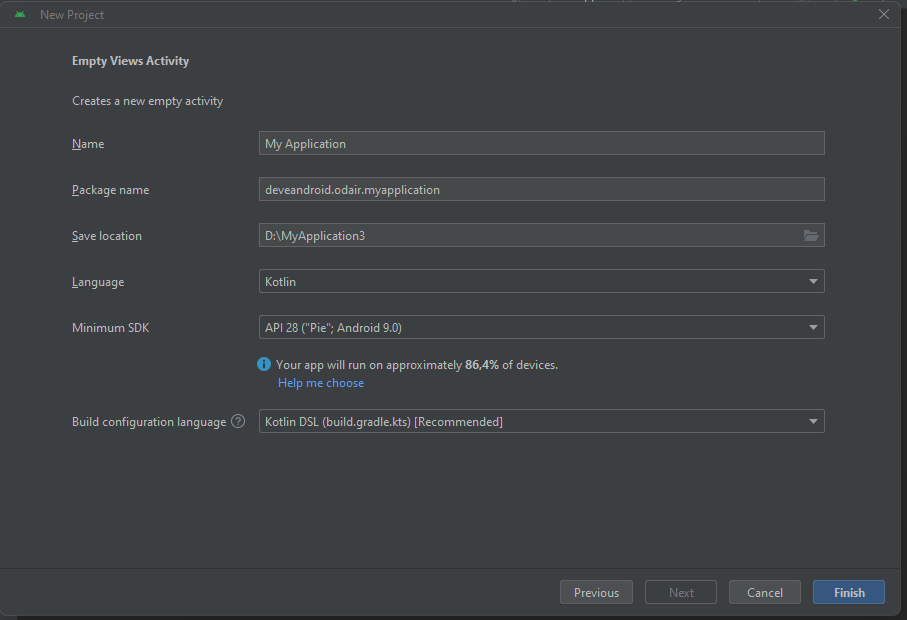 New Project
Empty Views Activity
Creates a new empty activity
Name My Application
Package name deveandroid.odair.myapplication
Save location D:\MyApplication3
Language Kotlin
Minimum SDK API 28 ("Pie"; Android 9.0)
Your app will run on approximately 86,4% of devices.
Help me choose
Build configuration language Kotlin DSL (build.gradle.kts) [Recommended]
Previous Next Cancel Finish